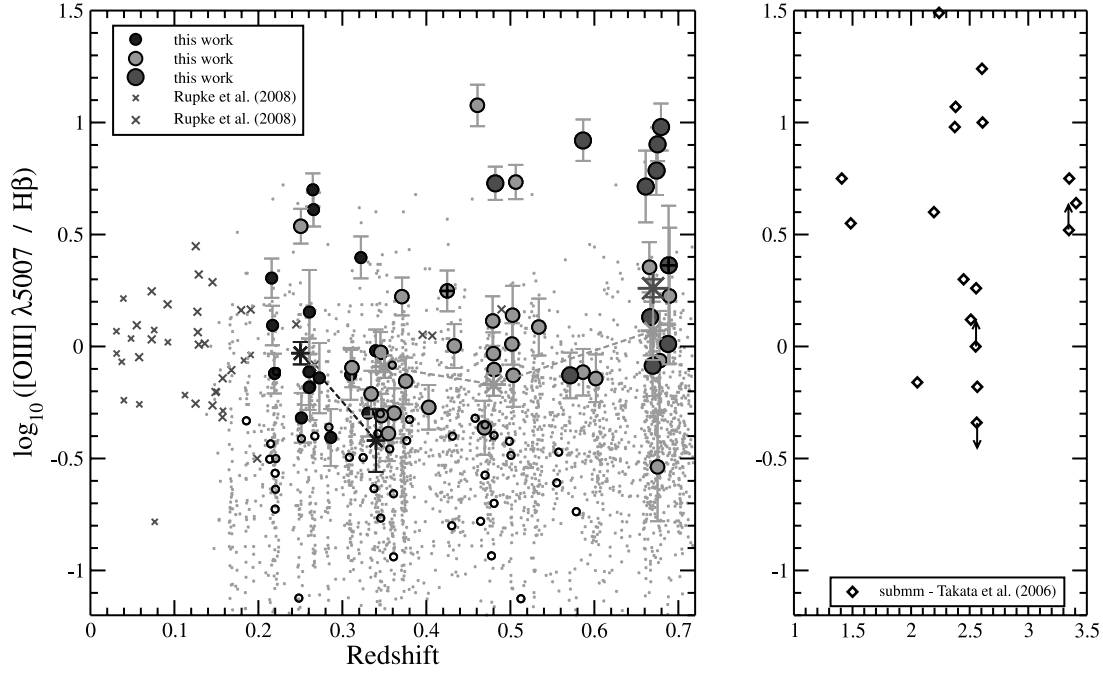 1.5
1
0.5
0
-0.5
-1
log10 ([OIII] λ5007 / Hβ)
this work
this work
this work
Rupke et al. (2008)
Rupke et al. (2008)
0 0.1 0.2 0.3 0.4 0.5 0.6 0.7
Redshift
1.5
1
0.5
0
-0.5
-1
submm - Takata et al. (2006)
1 1.5 2 2.5 3 3.5